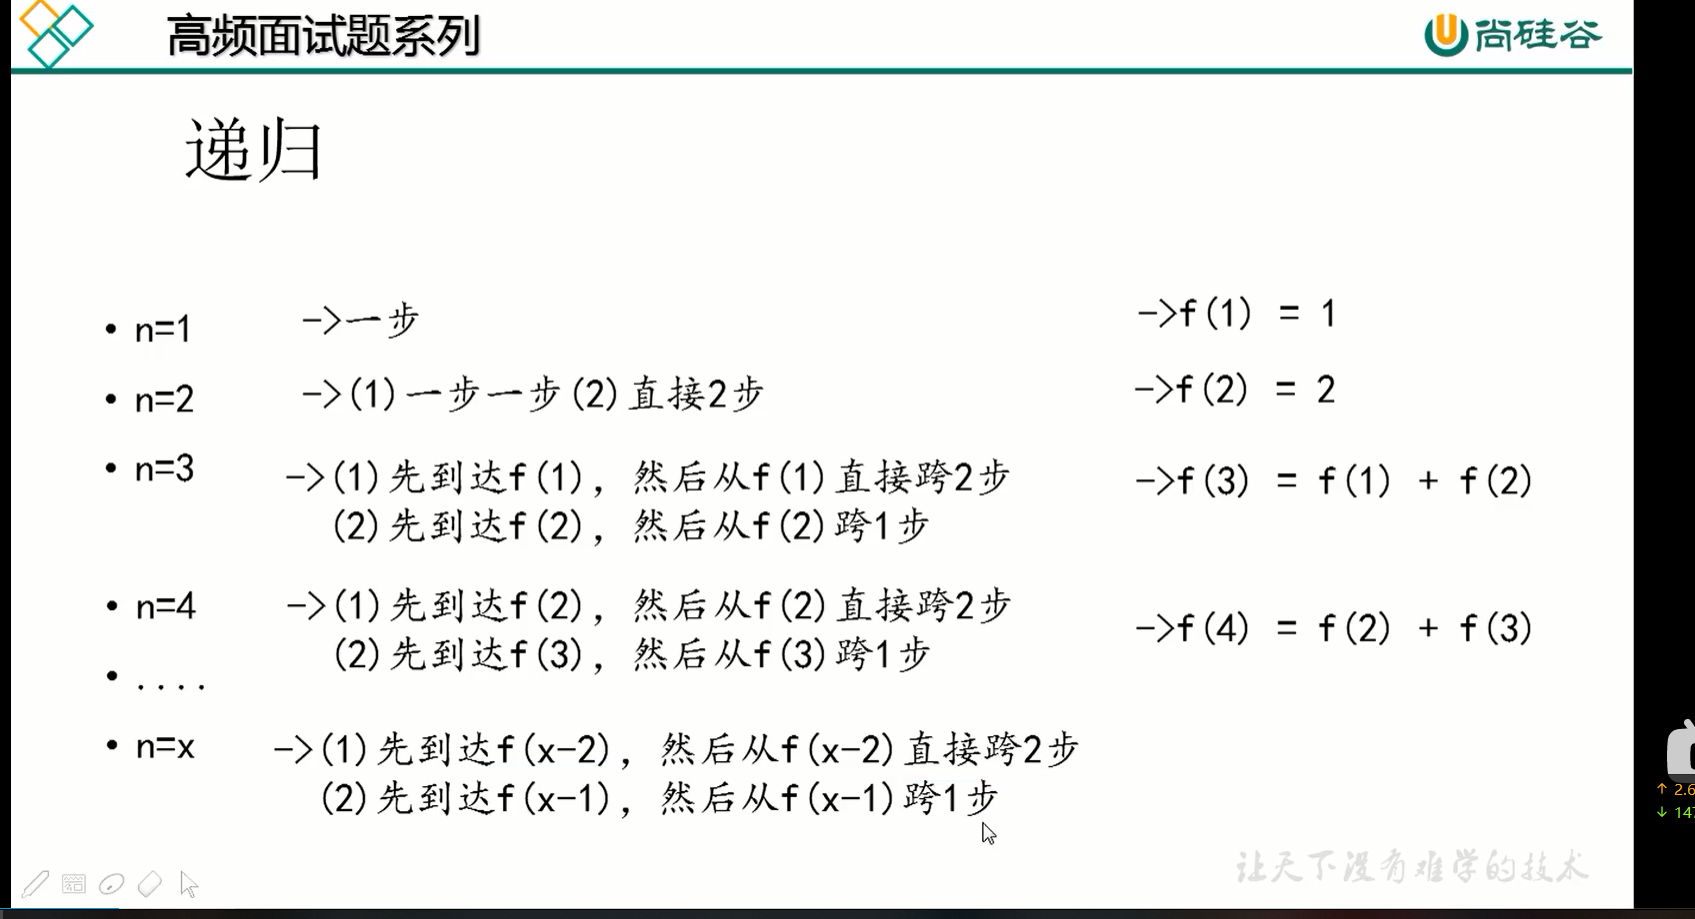 高频面试题系列
尚硅谷
递归
• n=1 ->一步 ->f(1) = 1
• n=2 ->(1)一步一步(2)直接2步 ->f(2) = 2
• n=3 ->(1)先到达f(1)，然后从f(1)直接跨2步 ->f(3) = f(1) + f(2)
(2)先到达f(2)，然后从f(2)跨1步
• n=4 ->(1)先到达f(2)，然后从f(2)直接跨2步 ->f(4) = f(2) + f(3)
(2)先到达f(3)，然后从f(3)跨1步
• ....
• n=x ->(1)先到达f(x-2)，然后从f(x-2)直接跨2步
(2)先到达f(x-1)，然后从f(x-1)跨1步
↑ 2.6
↓ 147
让天下没有难学的技术